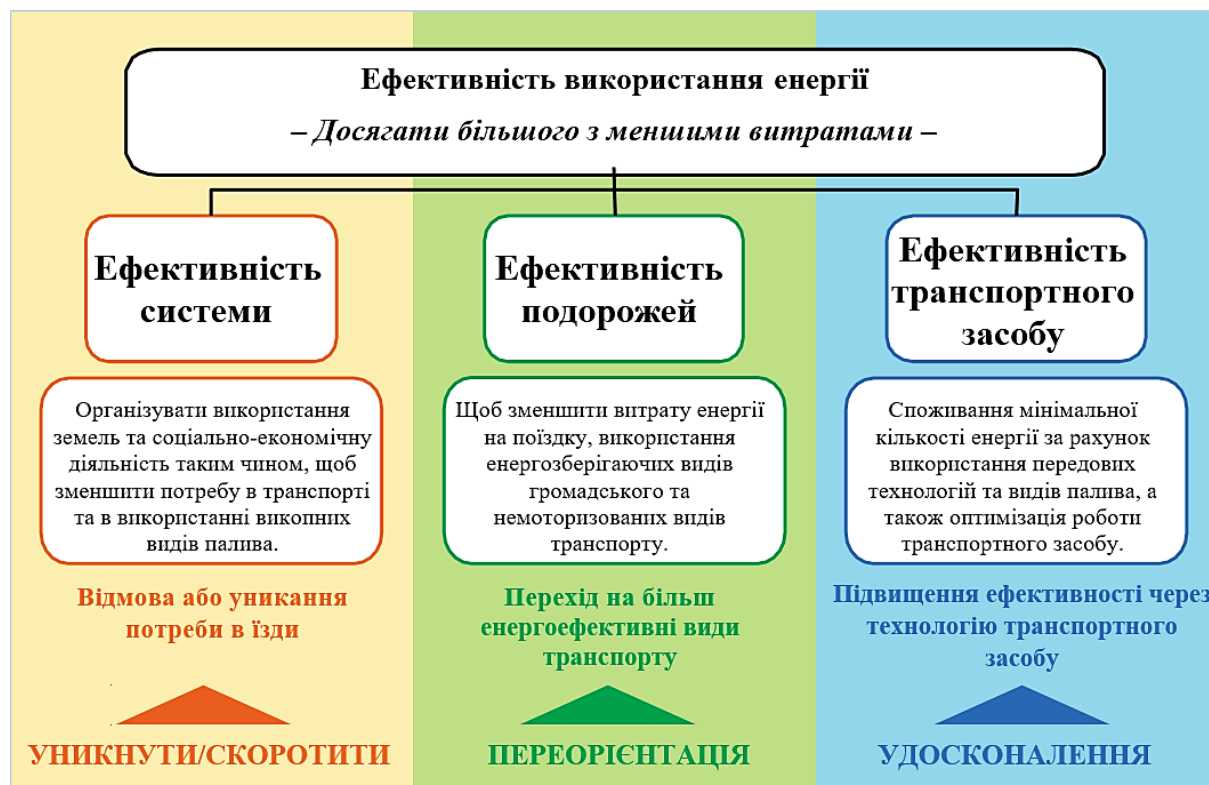 Ефективність використання енергії
– Досягати більшого з меншими витратами –
Ефективність
системи
Організувати використання
земель та соціально-економічну
діяльність таким чином, щоб
зменшити потребу в транспорті
та в використанні викопних
видів палива.
Відмова або уникання
потреби в їзди
УНИКНУТИ/СКОРОТИТИ
Ефективність
подорожей
Щоб зменшити витрату енергії
на поїздку, використання
енергозберігаючих видів
громадського та
немоторизованих видів
транспорту.
Перехід на більш
енергоефективні види
транспорту
ПЕРЕОРІЄНТАЦІЯ
Ефективність
транспортного
засобу
Споживання мінімальної
кількості енергії за рахунок
використання передових
технологій та видів палива, а
також оптимізація роботи
транспортного засобу.
Підвищення ефективності через
технологію транспортного
засобу
УДОСКОНАЛЕННЯ